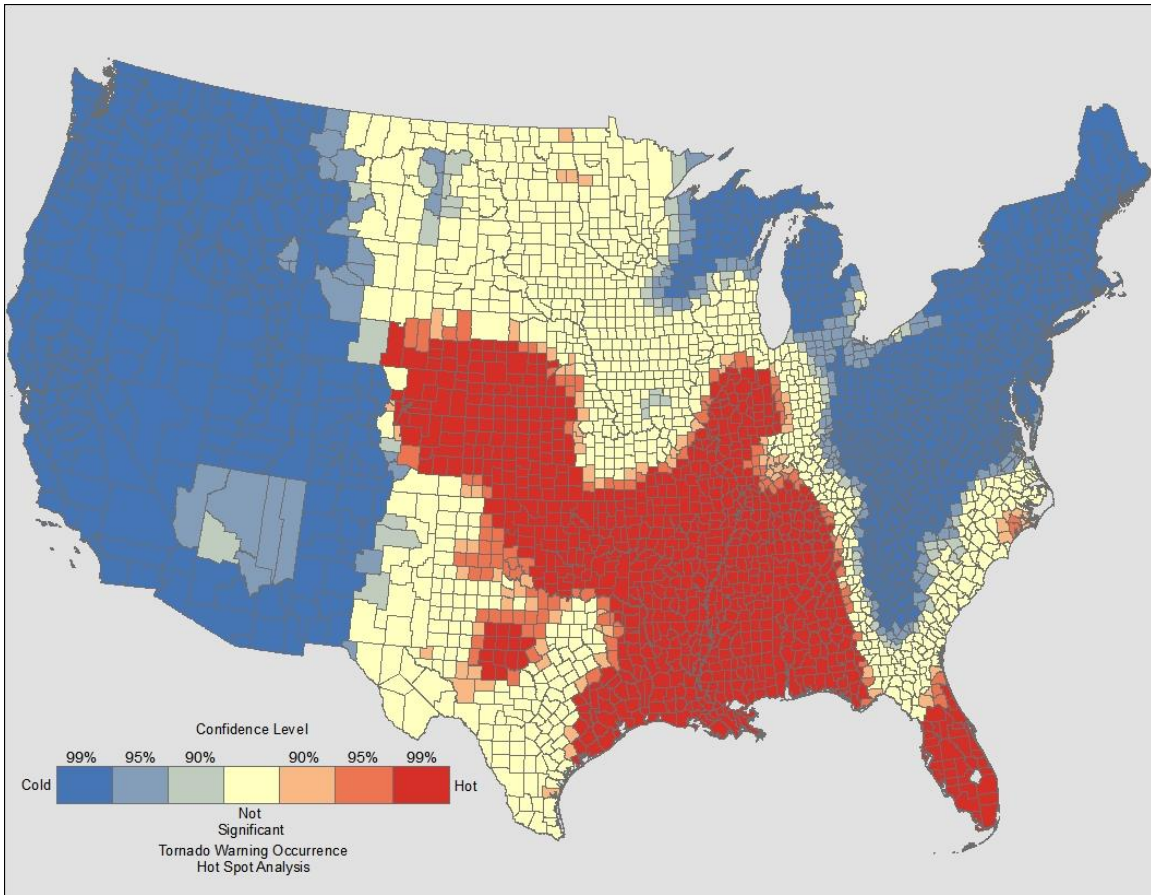 Confidence Level
99% 95% 90% 90% 95% 99%
Cold Hot
Not
Significant
Tornado Warning Occurrence
Hot Spot Analysis